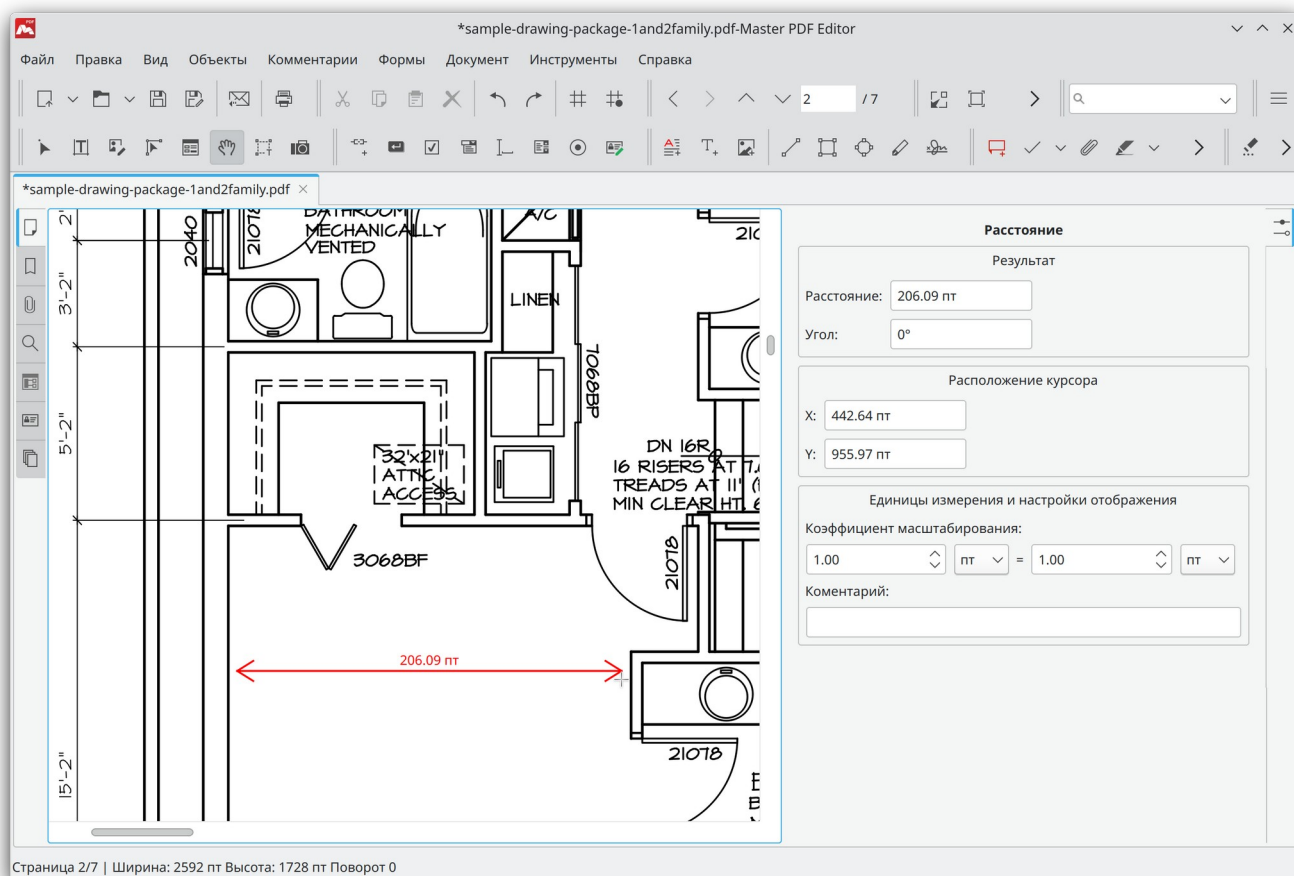 *sample-drawing-package-1and2family.pdf-Master PDF Editor
Файл Правка Вид Объекты Комментарии Формы Документ Инструменты Справка
2 / 7
*sample-drawing-package-1and2family.pdf
2'
2040
21078
BATHROOM
MECHANICALLY
VENTED
A/C
3'-2"
LINEN
7068BP
5'-2"
32"x21"
ATTIC
ACCESS
DN 16R
16 RISERS AT 7.
TREADS AT 11" (
MIN CLEAR HT. 6
3068BF
21078
206.09 пт
21078
15'-2"
Расстояние
Результат
Расстояние: 206.09 пт
Угол: 0°
Расположение курсора
X: 442.64 пт
Y: 955.97 пт
Единицы измерения и настройки отображения
Коэффициент масштабирования:
1.00 пт = 1.00 пт
Коментарий:
Страница 2/7 | Ширина: 2592 пт Высота: 1728 пт Поворот 0